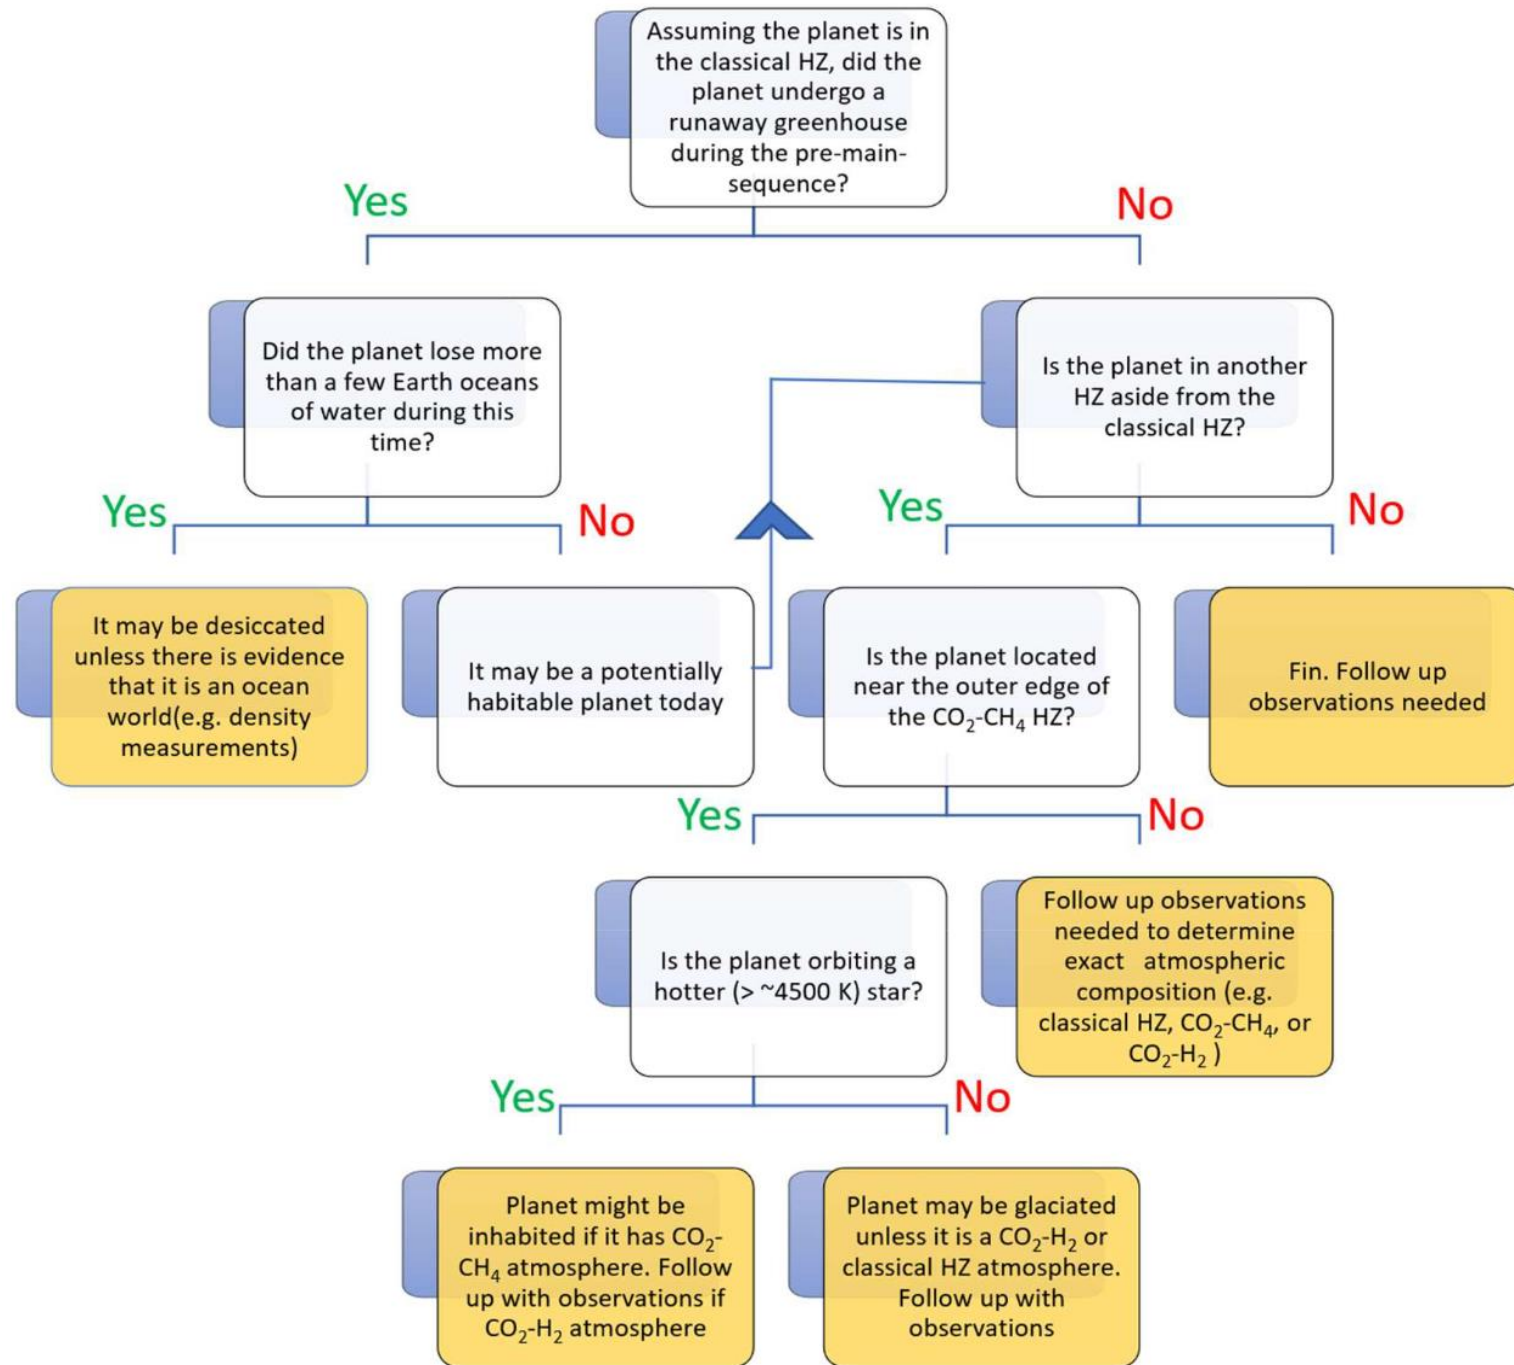 Assuming the planet is in
the classical HZ, did the
planet undergo a
runaway greenhouse
during the pre-main-
sequence?
Yes
No
Did the planet lose more
than a few Earth oceans
of water during this
time?
Is the planet in another
HZ aside from the
classical HZ?
Yes
No
Yes
No
It may be desiccated
unless there is evidence
that it is an ocean
world(e.g. density
measurements)
It may be a potentially
habitable planet today
Is the planet located
near the outer edge of
the CO₂-CH₄ HZ?
Fin. Follow up
observations needed
Yes
No
Is the planet orbiting a
hotter (> ~4500 K) star?
Follow up observations
needed to determine
exact atmospheric
composition (e.g.
classical HZ, CO₂-CH₄, or
CO₂-H₂ )
Yes
No
Planet might be
inhabited if it has CO₂-
CH₄ atmosphere. Follow
up with observations if
CO₂-H₂ atmosphere
Planet may be glaciated
unless it is a CO₂-H₂ or
classical HZ atmosphere.
Follow up with
observations